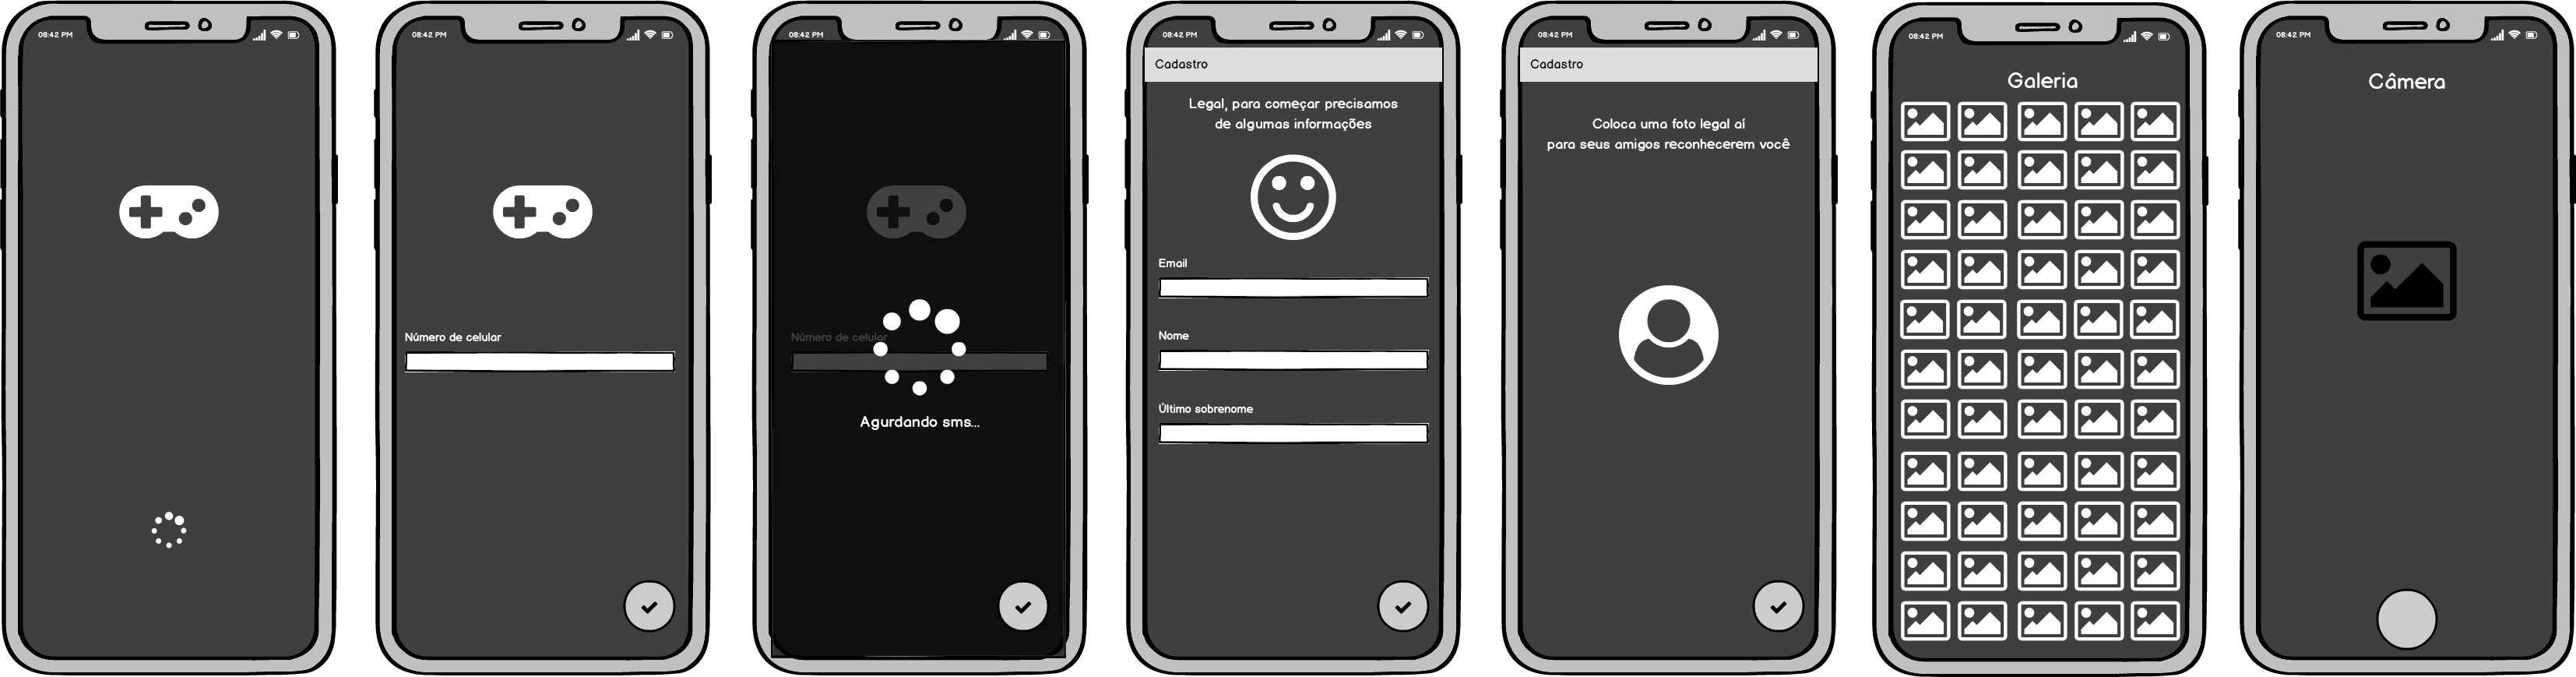 08:42 PM
08:42 PM
Número de celular
08:42 PM
Número de celular
Agurdando sms...
08:42 PM
Cadastro
Legal, para começar precisamos
de algumas informações
Email
Nome
Último sobrenome
08:42 PM
Cadastro
Coloca uma foto legal aí
para seus amigos reconhecerem você
08:42 PM
Galeria
08:42 PM
Câmera